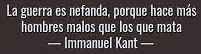 La guerra es nefanda, porque hace más
hombres malos que los que mata
— Immanuel Kant —